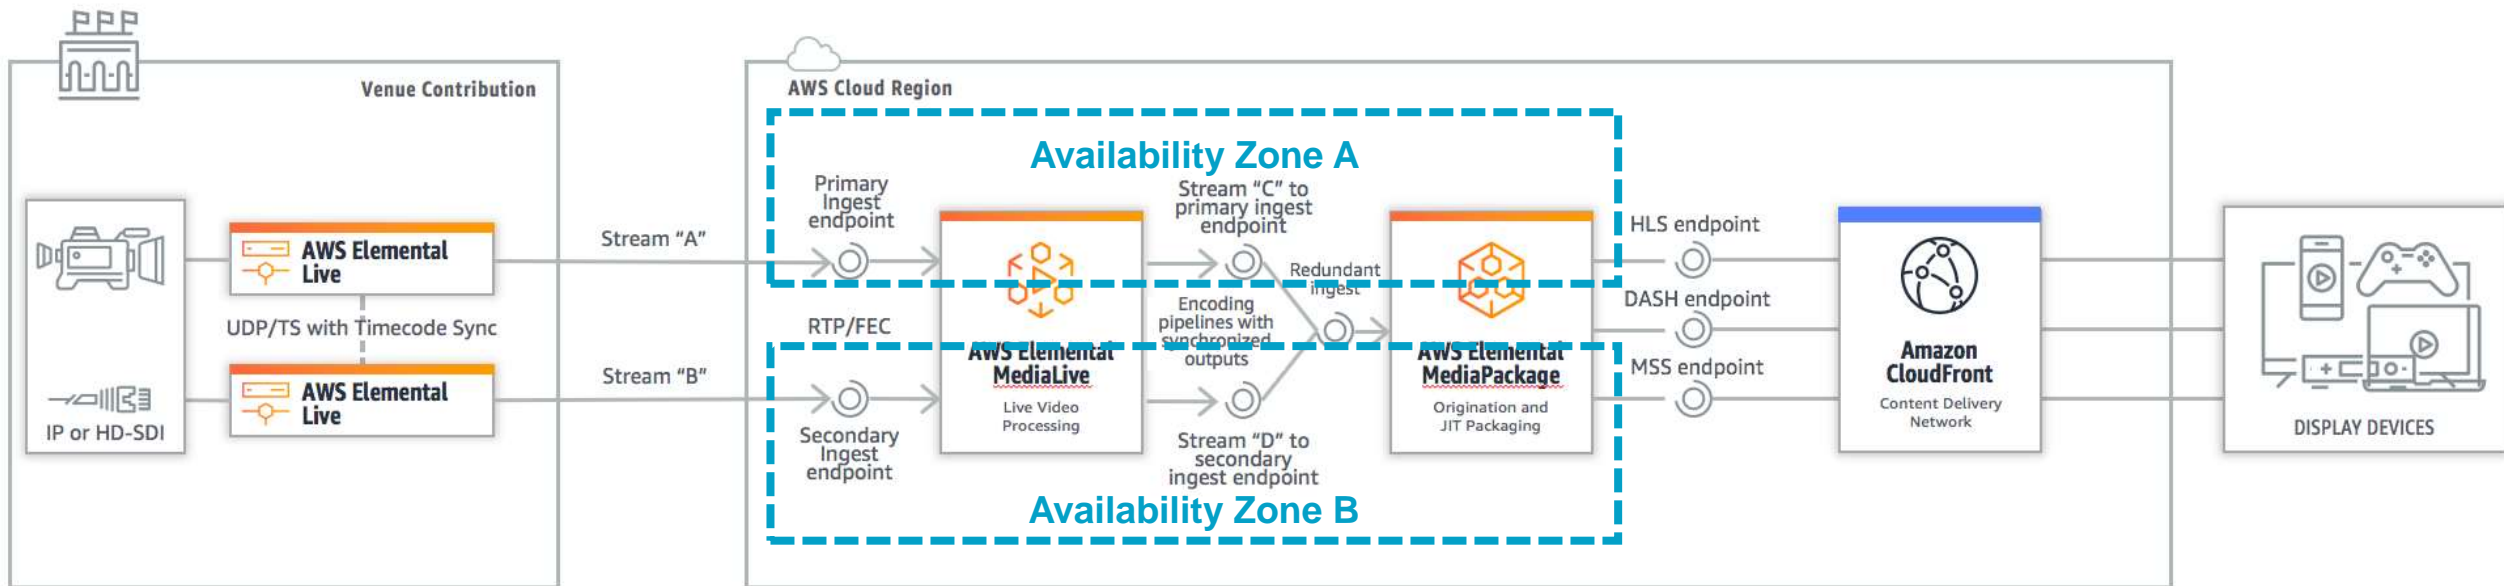 Venue Contribution
AWS Cloud Region
Availability Zone A
IP or HD-SDI
AWS Elemental
Live
UDP/TS with Timecode Sync
AWS Elemental
Live
Stream “A”
Stream “B”
Primary
Ingest
endpoint
RTP/FEC
Secondary
Ingest
endpoint
AWS Elemental
MediaLive
Live Video
Processing
Stream “C” to
primary ingest
endpoint
Encoding
pipelines with
synchronized
outputs
Stream “D” to
secondary
ingest endpoint
Redundant
ingest
AWS Elemental
MediaPackage
Origination and
JIT Packaging
Availability Zone B
HLS endpoint
DASH endpoint
MSS endpoint
Amazon
CloudFront
Content Delivery
Network
DISPLAY DEVICES